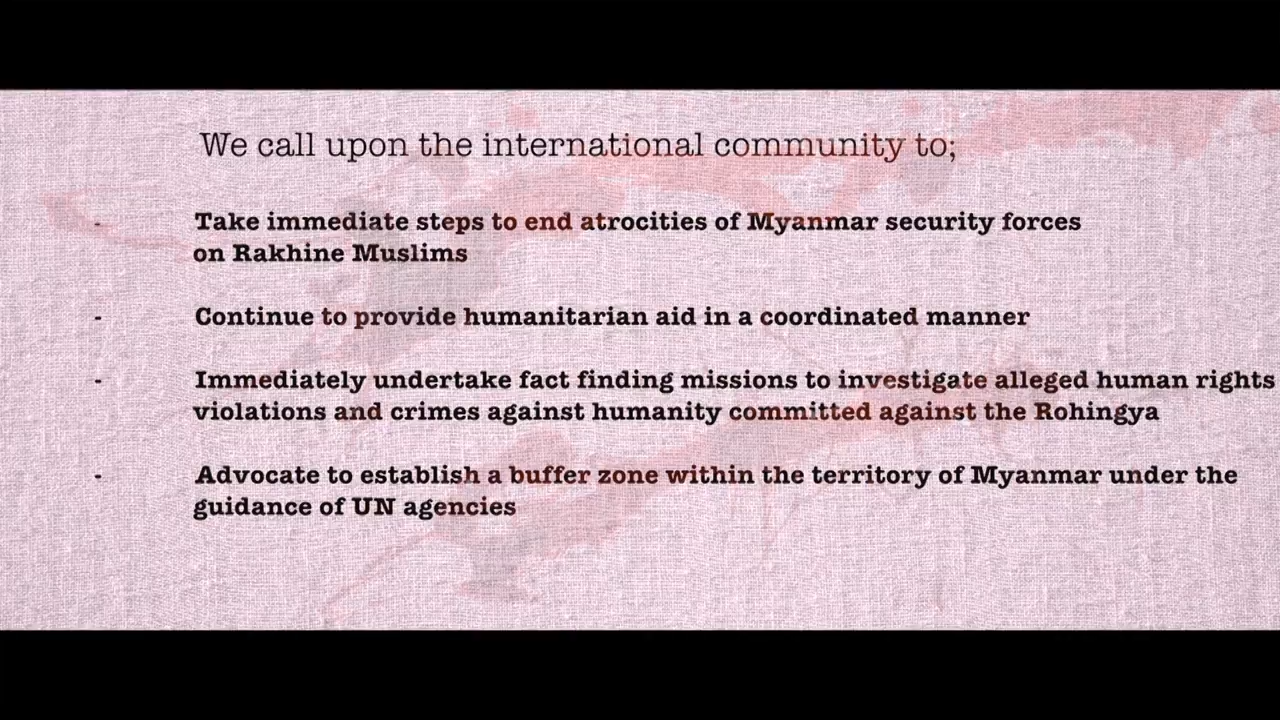 We call upon the international community to;
- Take immediate steps to end atrocities of Myanmar security forces
on Rakhine Muslims
- Continue to provide humanitarian aid in a coordinated manner
- Immediately undertake fact finding missions to investigate alleged human rights
violations and crimes against humanity committed against the Rohingya
- Advocate to establish a buffer zone within the territory of Myanmar under the
guidance of UN agencies